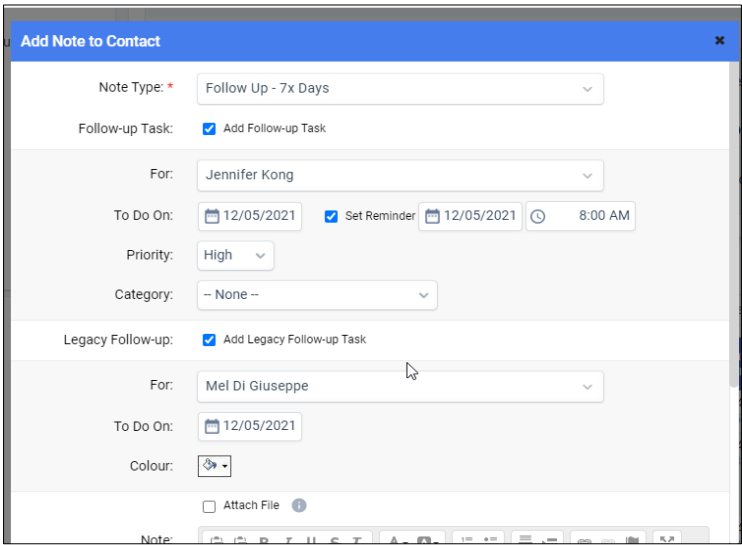 Add Note to Contact
Note Type: * Follow Up - 7x Days
Follow-up Task: Add Follow-up Task
For: Jennifer Kong
To Do On: 12/05/2021 Set Reminder 12/05/2021 8:00 AM
Priority: High
Category: -- None --
Legacy Follow-up: Add Legacy Follow-up Task
For: Mel Di Giuseppe
To Do On: 12/05/2021
Colour:
Attach File
Note: